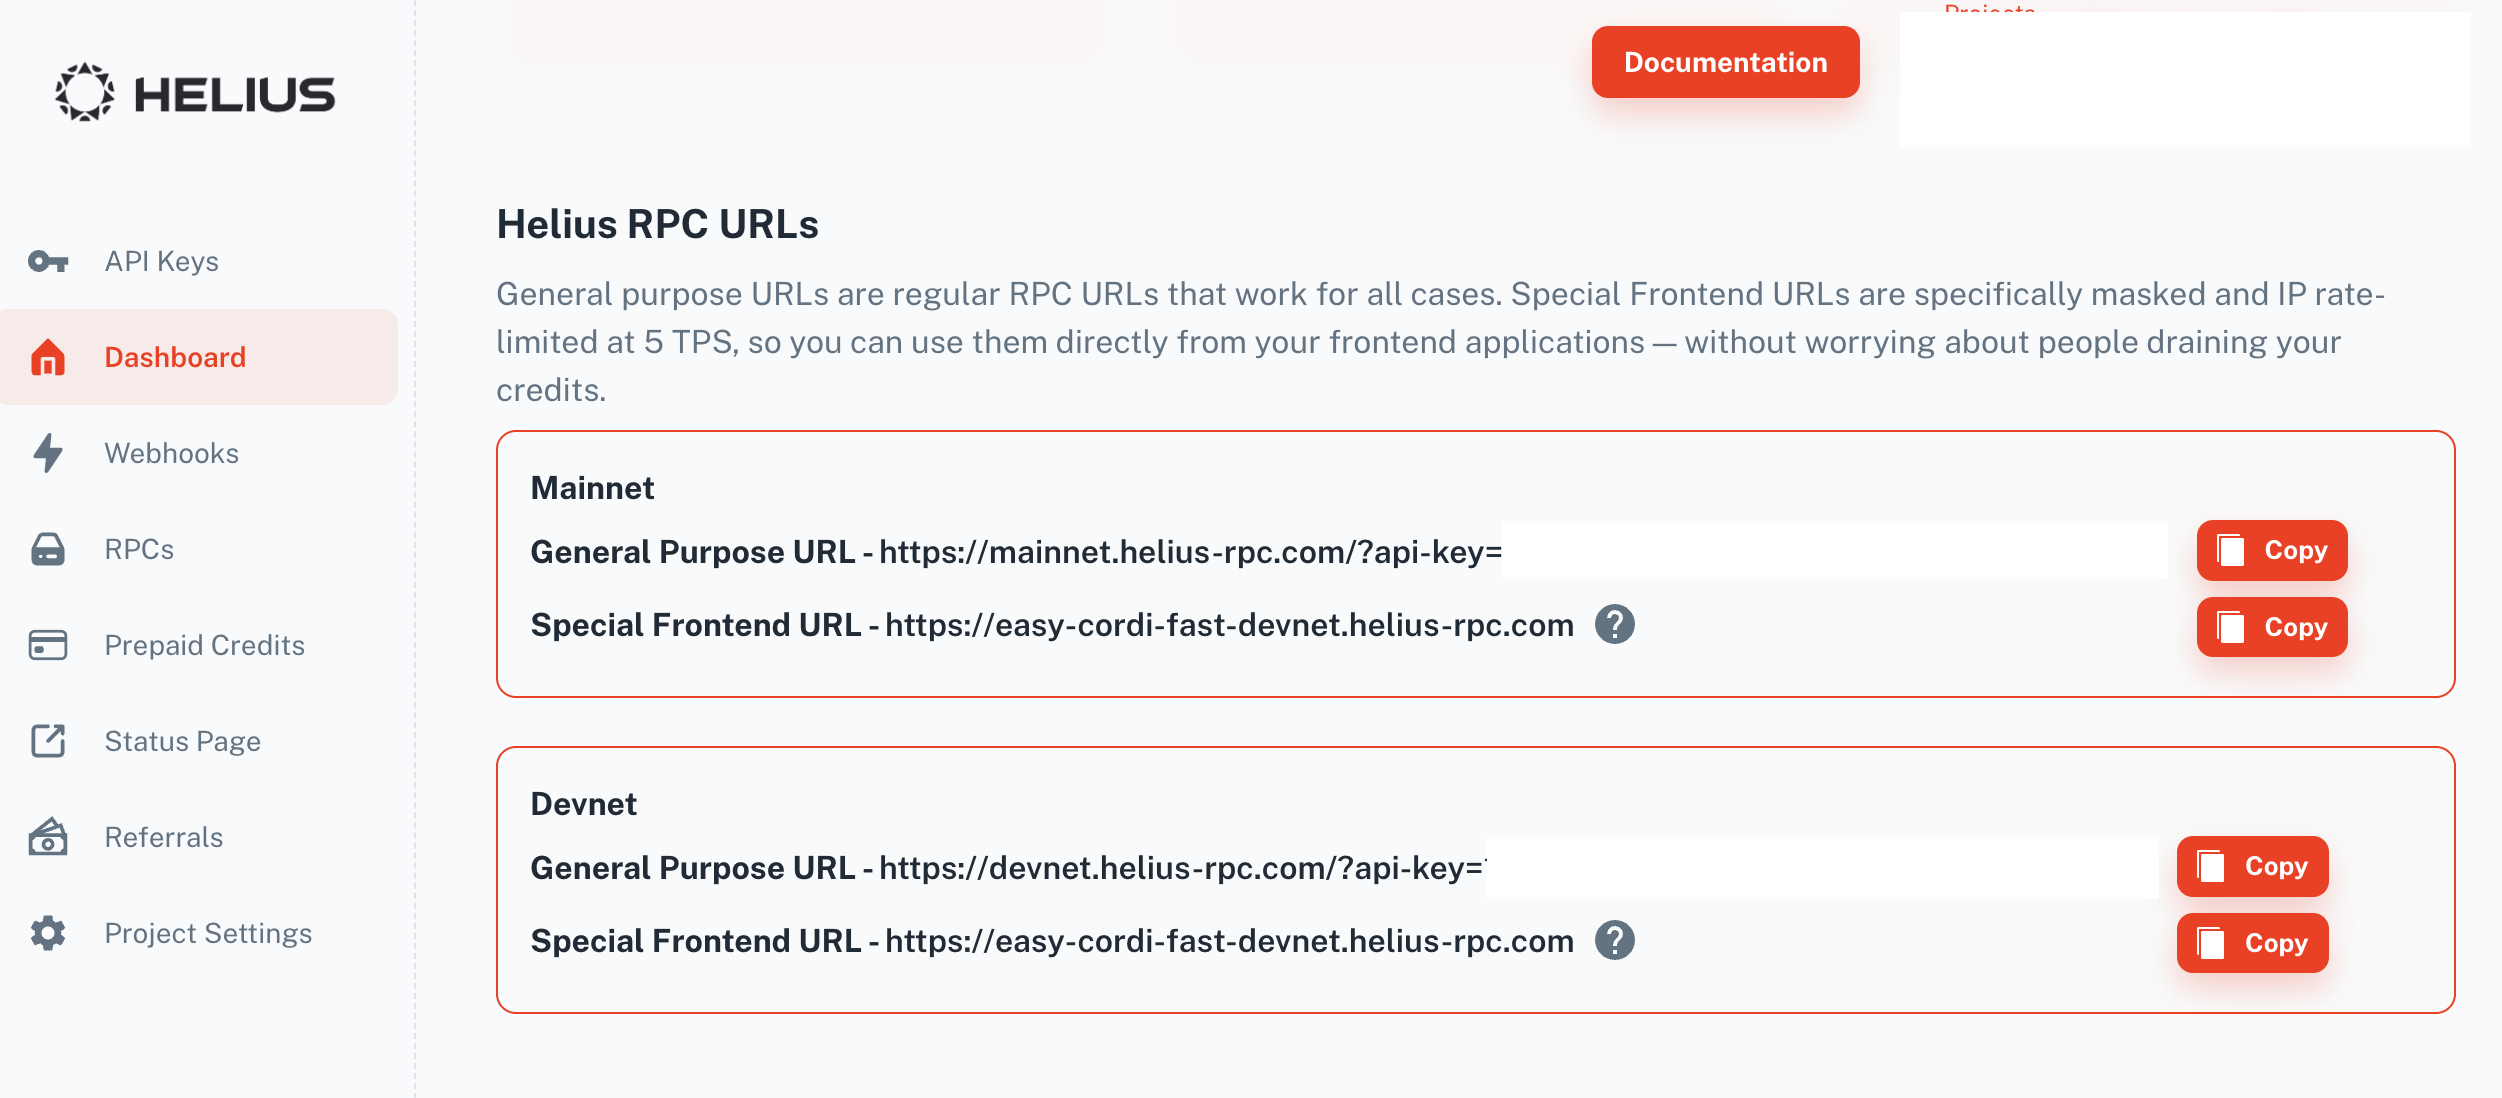 HELIUS
API Keys
Dashboard
Webhooks
RPCs
Prepaid Credits
Status Page
Referrals
Project Settings
Documentation
Helius RPC URLs
General purpose URLs are regular RPC URLs that work for all cases. Special Frontend URLs are specifically masked and IP rate-
limited at 5 TPS, so you can use them directly from your frontend applications — without worrying about people draining your
credits.
Mainnet
General Purpose URL - https://mainnet.helius-rpc.com/?api-key=
Copy
Special Frontend URL - https://easy-cordi-fast-devnet.helius-rpc.com
Copy
Devnet
General Purpose URL - https://devnet.helius-rpc.com/?api-key=
Copy
Special Frontend URL - https://easy-cordi-fast-devnet.helius-rpc.com
Copy